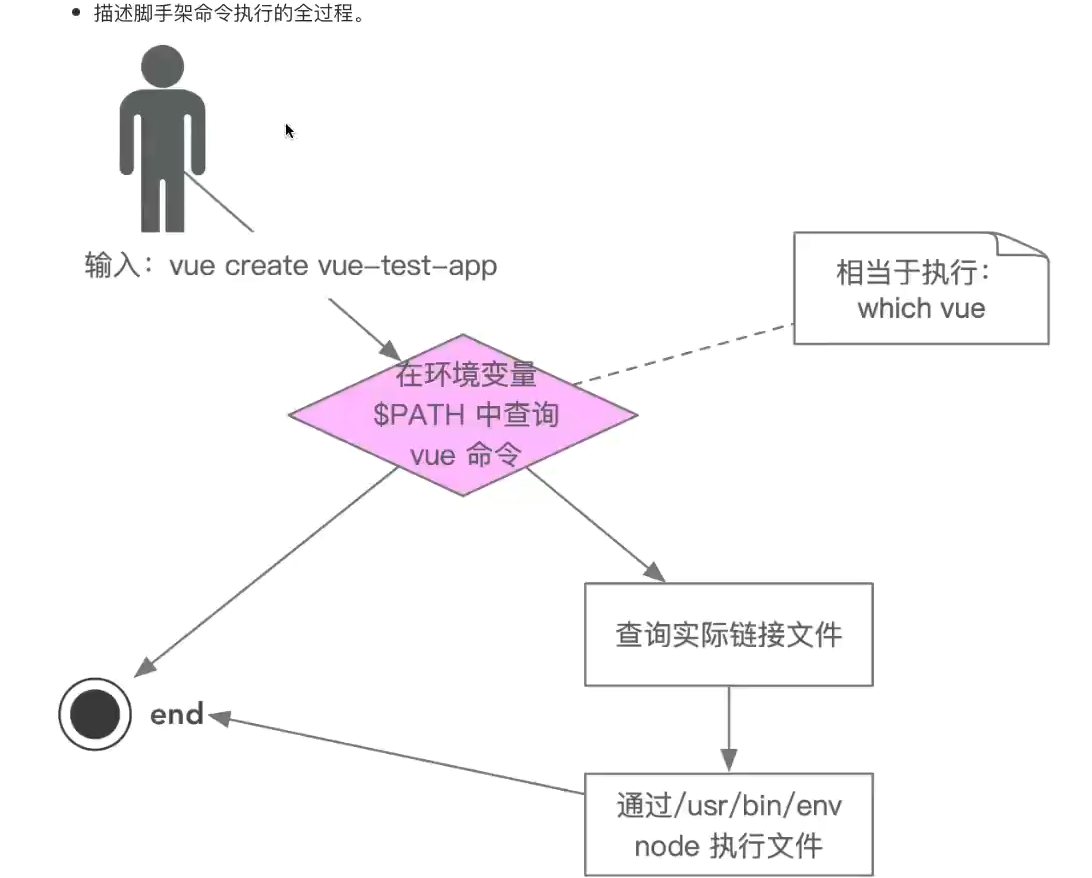 描述脚手架命令执行的全过程。
输入：vue create vue-test-app
相当于执行：
which vue
在环境变量
$PATH 中查询
vue 命令
查询实际链接文件
end
通过/usr/bin/env
node 执行文件